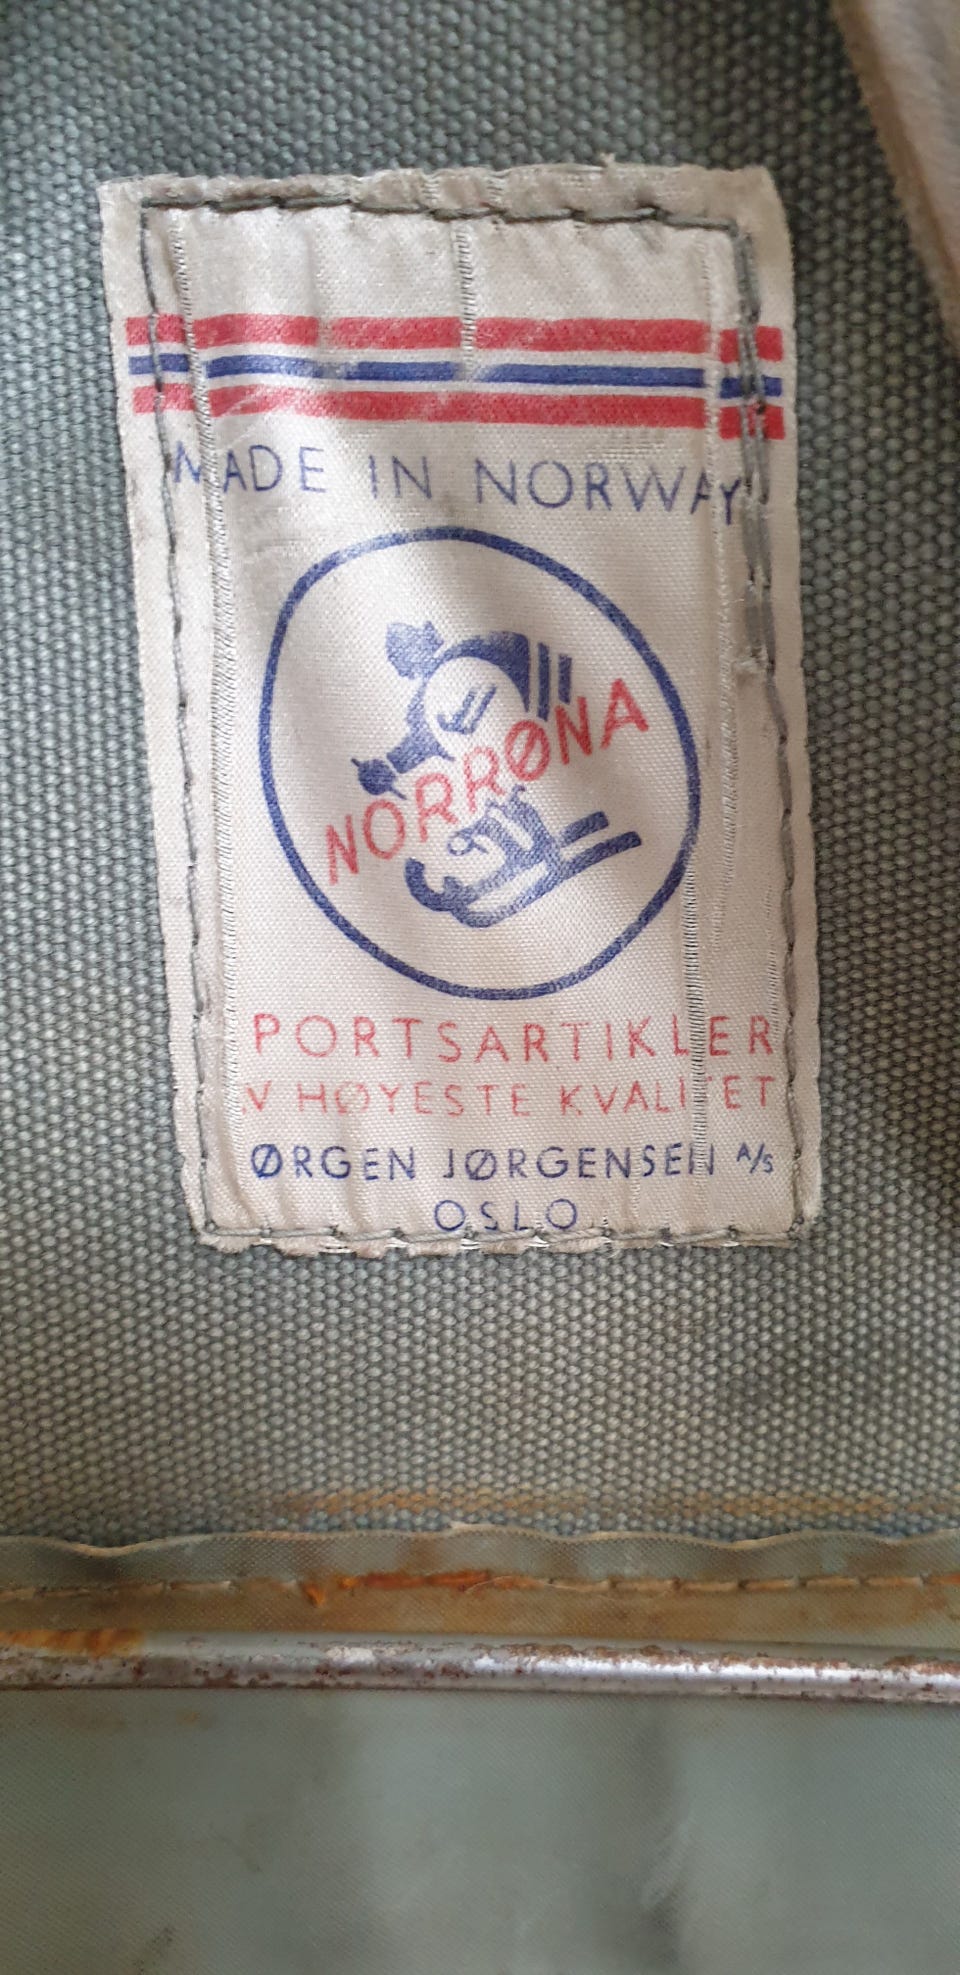 MADE IN NORWAY
NORRØNA
PORTSARTIKLER
V HØYESTE KVALITET
ØRGEN JØRGENSEN A/S
OSLO